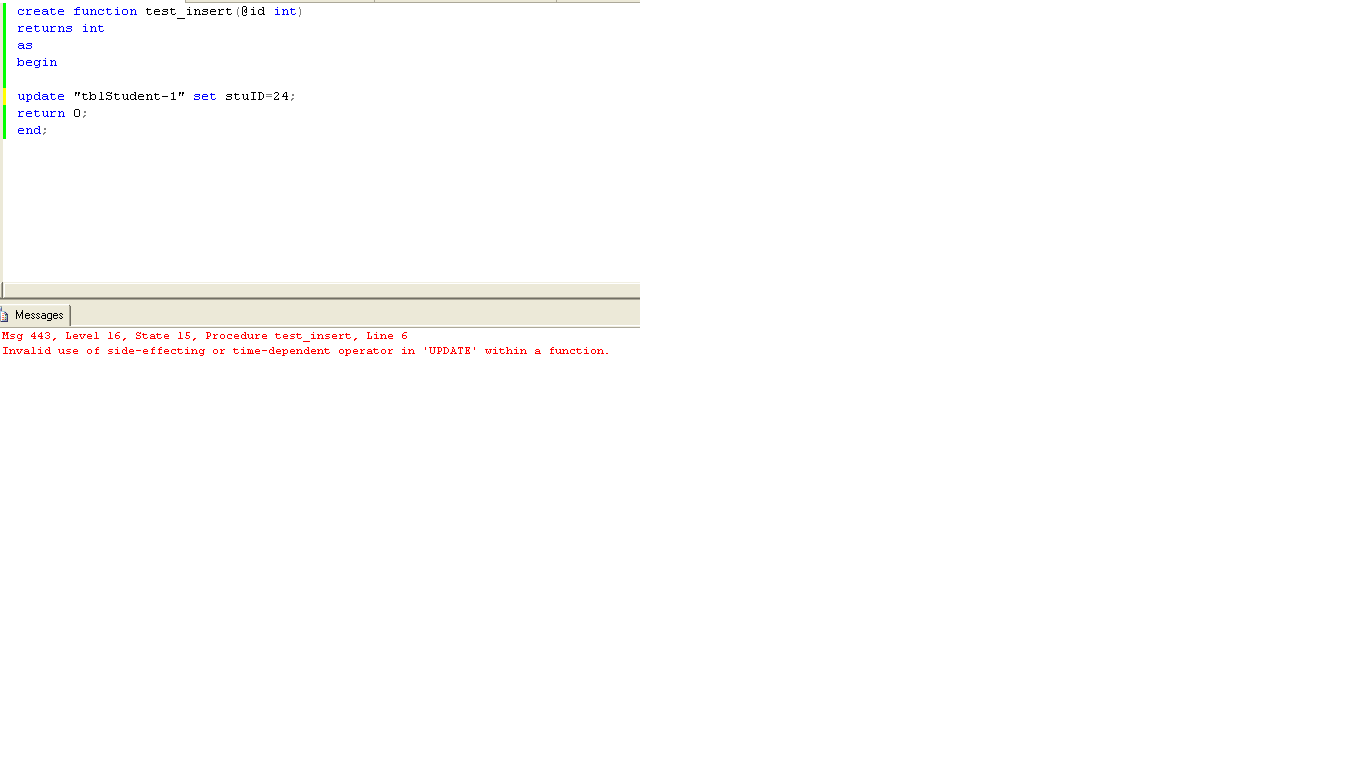 create function test_insert(@id int)
returns int
as
begin
update "tblStudent-1" set stuID=24;
return 0;
end;
Messages
Msg 443, Level 16, State 15, Procedure test_insert, Line 6
Invalid use of side-effecting or time-dependent operator in 'UPDATE' within a function.